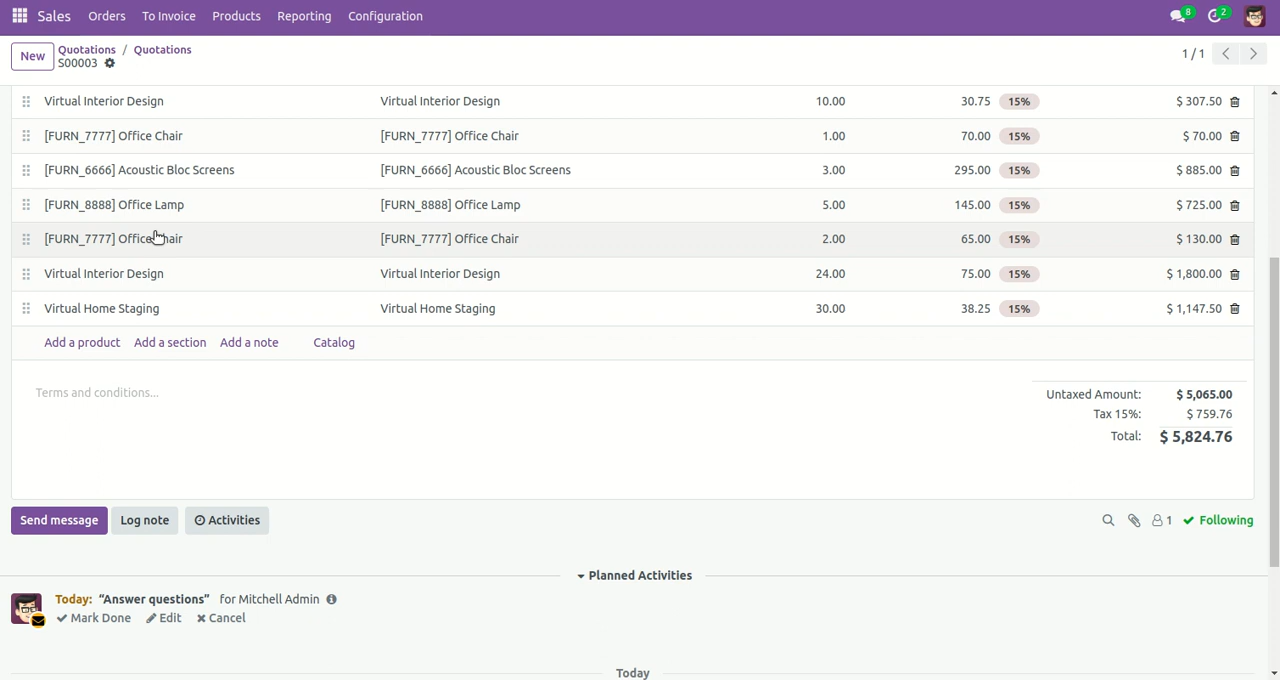 Sales Orders To Invoice Products Reporting Configuration 8 2
New Quotations / Quotations
S00003 1 / 1
Virtual Interior Design Virtual Interior Design 10.00 30.75 15% $ 307.50
[FURN_7777] Office Chair [FURN_7777] Office Chair 1.00 70.00 15% $ 70.00
[FURN_6666] Acoustic Bloc Screens [FURN_6666] Acoustic Bloc Screens 3.00 295.00 15% $ 885.00
[FURN_8888] Office Lamp [FURN_8888] Office Lamp 5.00 145.00 15% $ 725.00
[FURN_7777] Office Chair [FURN_7777] Office Chair 2.00 65.00 15% $ 130.00
Virtual Interior Design Virtual Interior Design 24.00 75.00 15% $ 1,800.00
Virtual Home Staging Virtual Home Staging 30.00 38.25 15% $ 1,147.50
Add a product Add a section Add a note Catalog
Terms and conditions... Untaxed Amount: $ 5,065.00
Tax 15%: $ 759.76
Total: $ 5,824.76
Send message Log note Activities 1 Following
Planned Activities
Today: "Answer questions" for Mitchell Admin
Mark Done Edit Cancel
Today